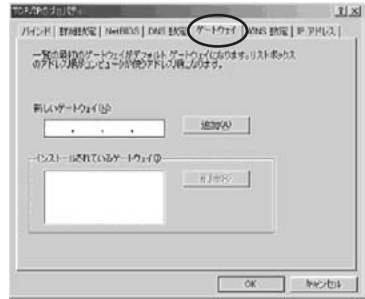 TCP/IPのプロパティ
バインド 詳細設定 NetBIOS DNS 設定 ゲートウェイ WINS 設定 IP アドレス
一覧の最初のゲートウェイがデフォルト ゲートウェイになります。リスト ボックス
のアドレス順がコンピュータが使うアドレス順になります。
新しいゲートウェイ(N)
追加(A)
インストールされているゲートウェイ(I)
削除(R)
OK キャンセル